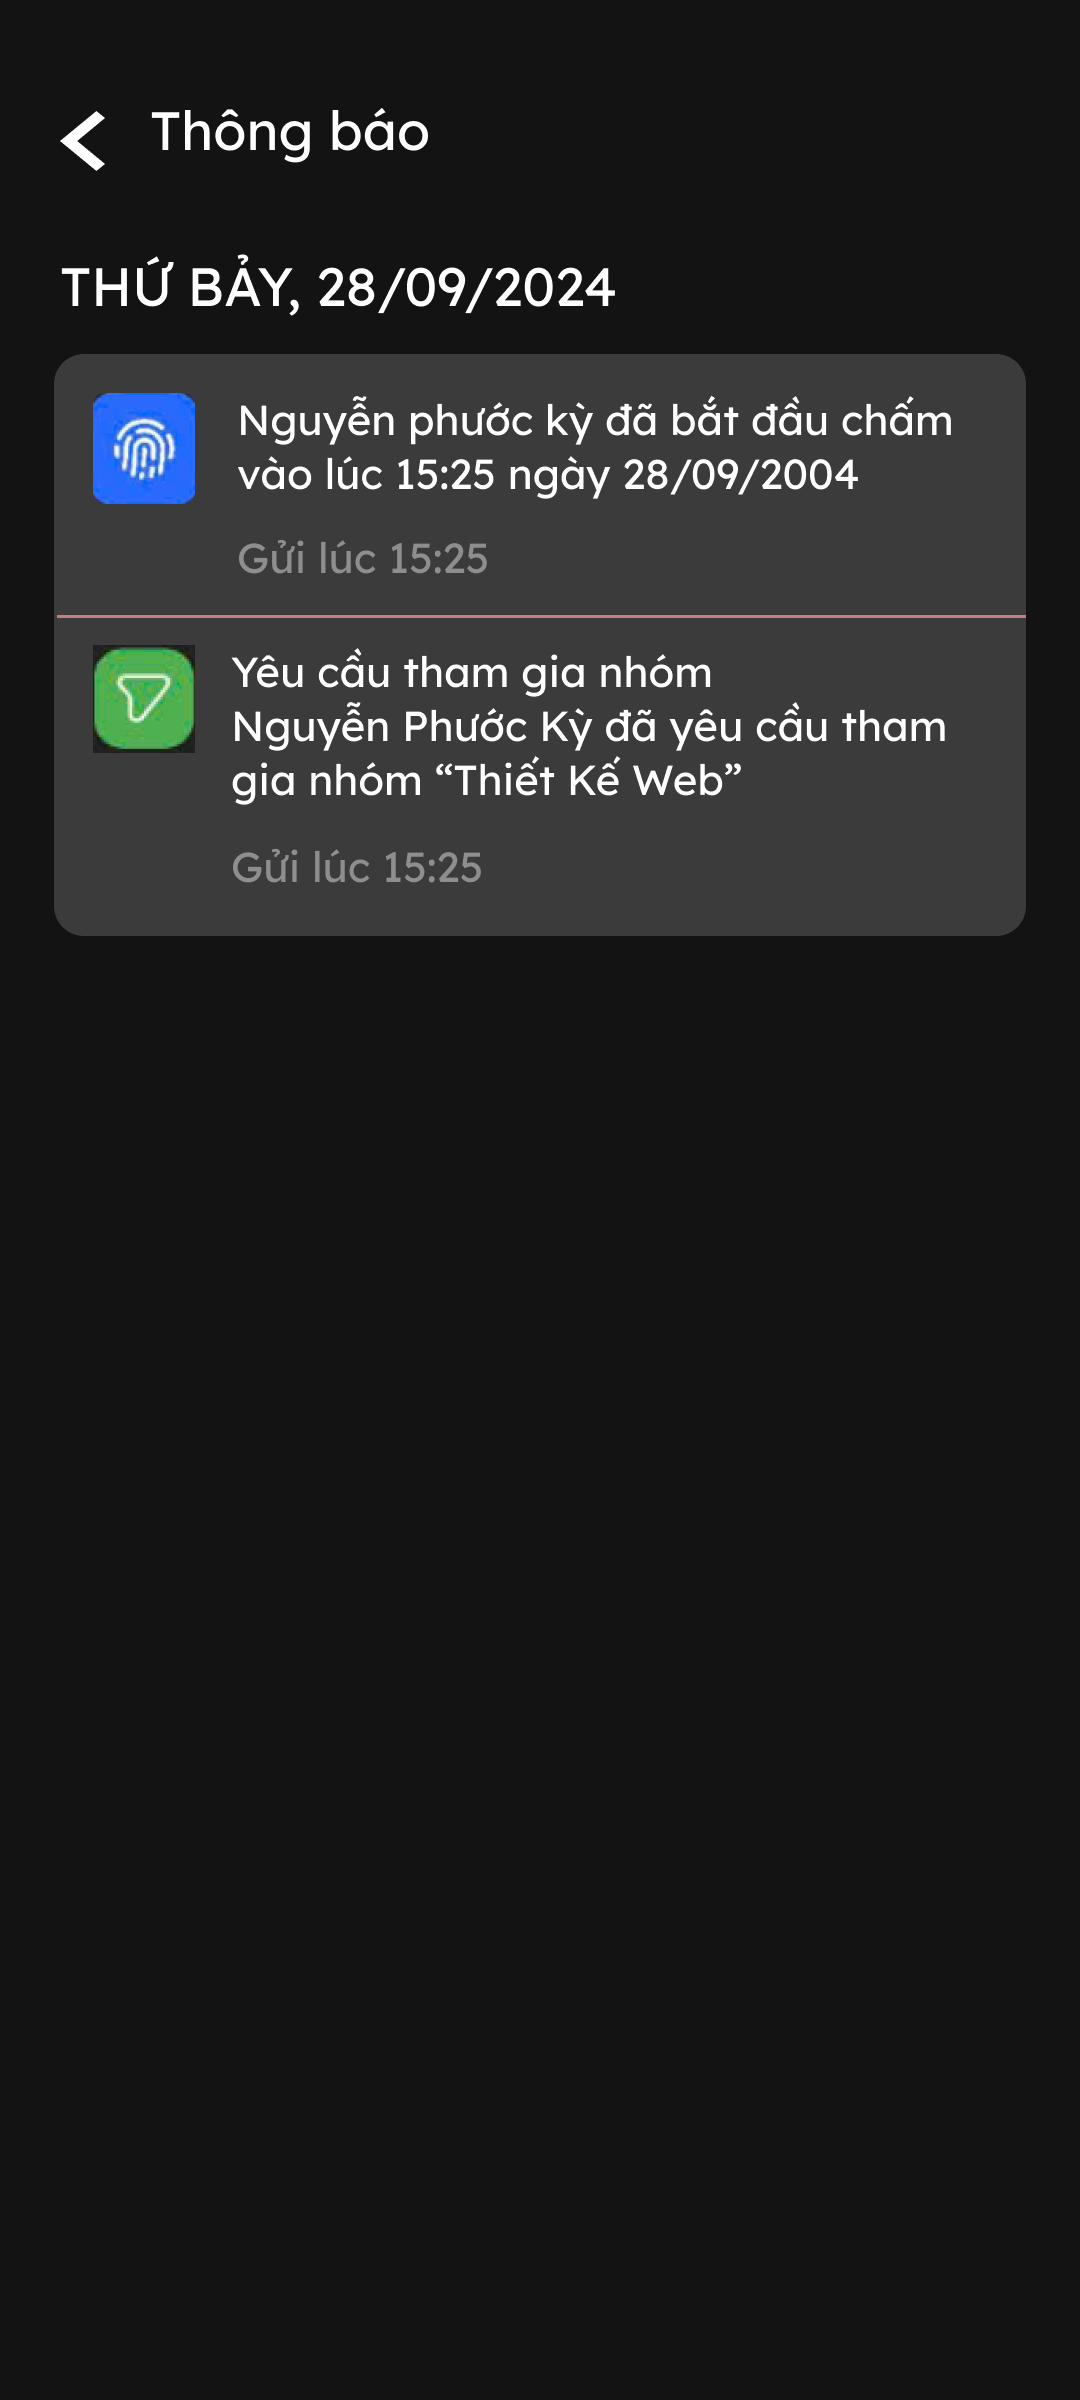 Thông báo
THỨ BẢY, 28/09/2024
Nguyễn phước kỳ đã bắt đầu chấm
vào lúc 15:25 ngày 28/09/2004
Gửi lúc 15:25
Yêu cầu tham gia nhóm
Nguyễn Phước Kỳ đã yêu cầu tham
gia nhóm “Thiết Kế Web”
Gửi lúc 15:25